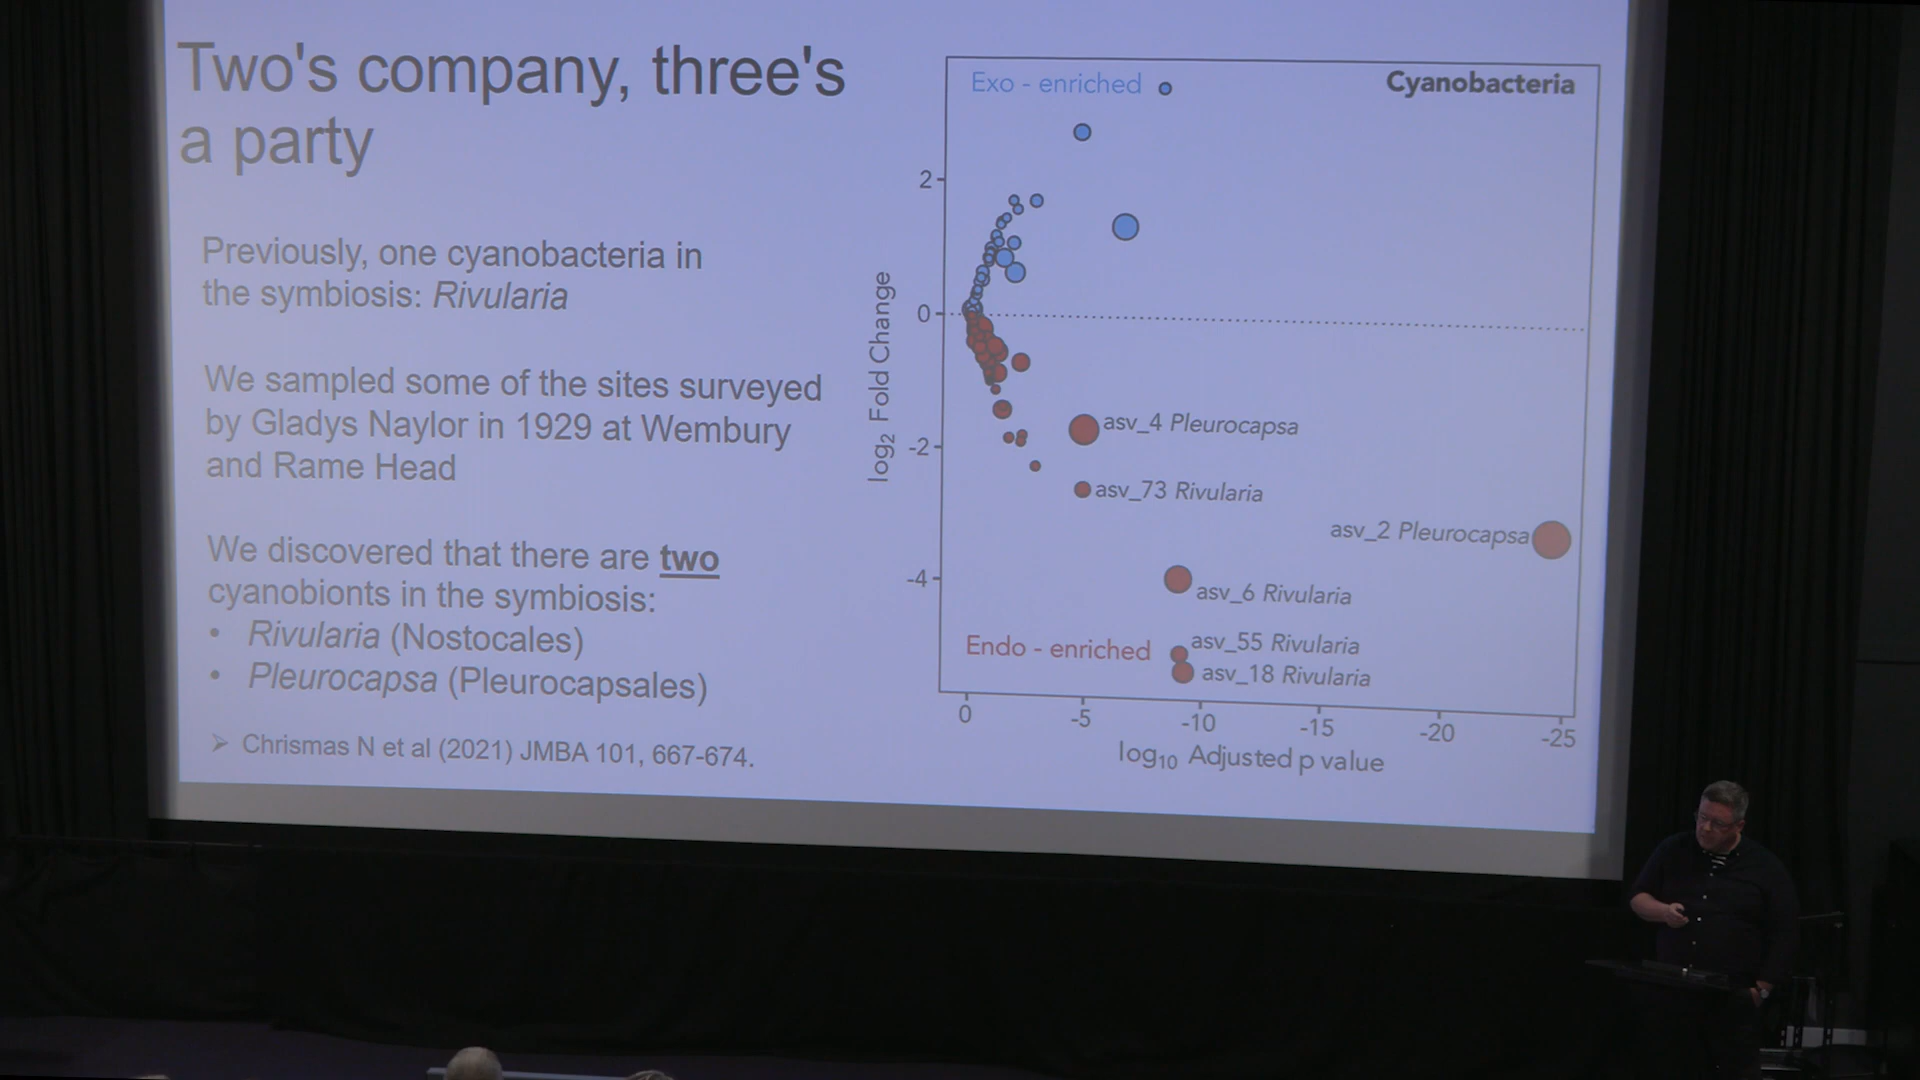 Two's company, three's
a party
Previously, one cyanobacteria in
the symbiosis: Rivularia
We sampled some of the sites surveyed
by Gladys Naylor in 1929 at Wembury
and Rame Head
We discovered that there are two
cyanobionts in the symbiosis:
• Rivularia (Nostocales)
• Pleurocapsa (Pleurocapsales)
➢ Chrismas N et al (2021) JMBA 101, 667-674.
Exo - enriched
Cyanobacteria
log2 Fold Change
2
0
-2
-4
asv_4 Pleurocapsa
asv_73 Rivularia
asv_2 Pleurocapsa
asv_6 Rivularia
asv_55 Rivularia
asv_18 Rivularia
Endo - enriched
0 -5 -10 -15 -20 -25
log10 Adjusted p value